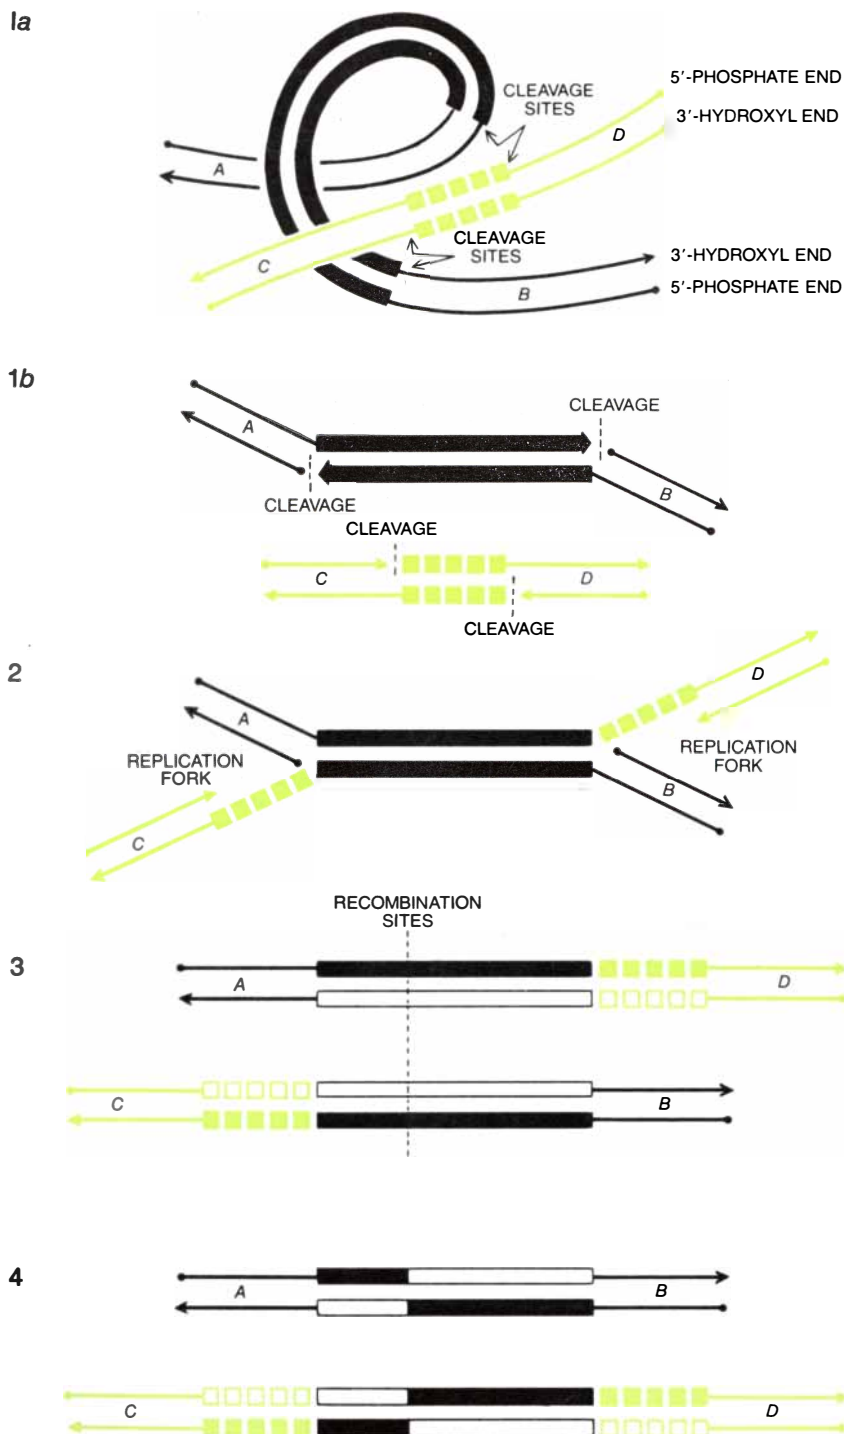 1a
CLEAVAGE
SITES
5′-PHOSPHATE END
3′-HYDROXYL END
D
A
CLEAVAGE
SITES
C
3′-HYDROXYL END
B
5′-PHOSPHATE END
1b
A
CLEAVAGE
CLEAVAGE
B
CLEAVAGE
C
D
CLEAVAGE
2
D
A
REPLICATION
FORK
REPLICATION
FORK
B
C
RECOMBINATION
SITES
3
A
D
C
B
4
A
B
C
D